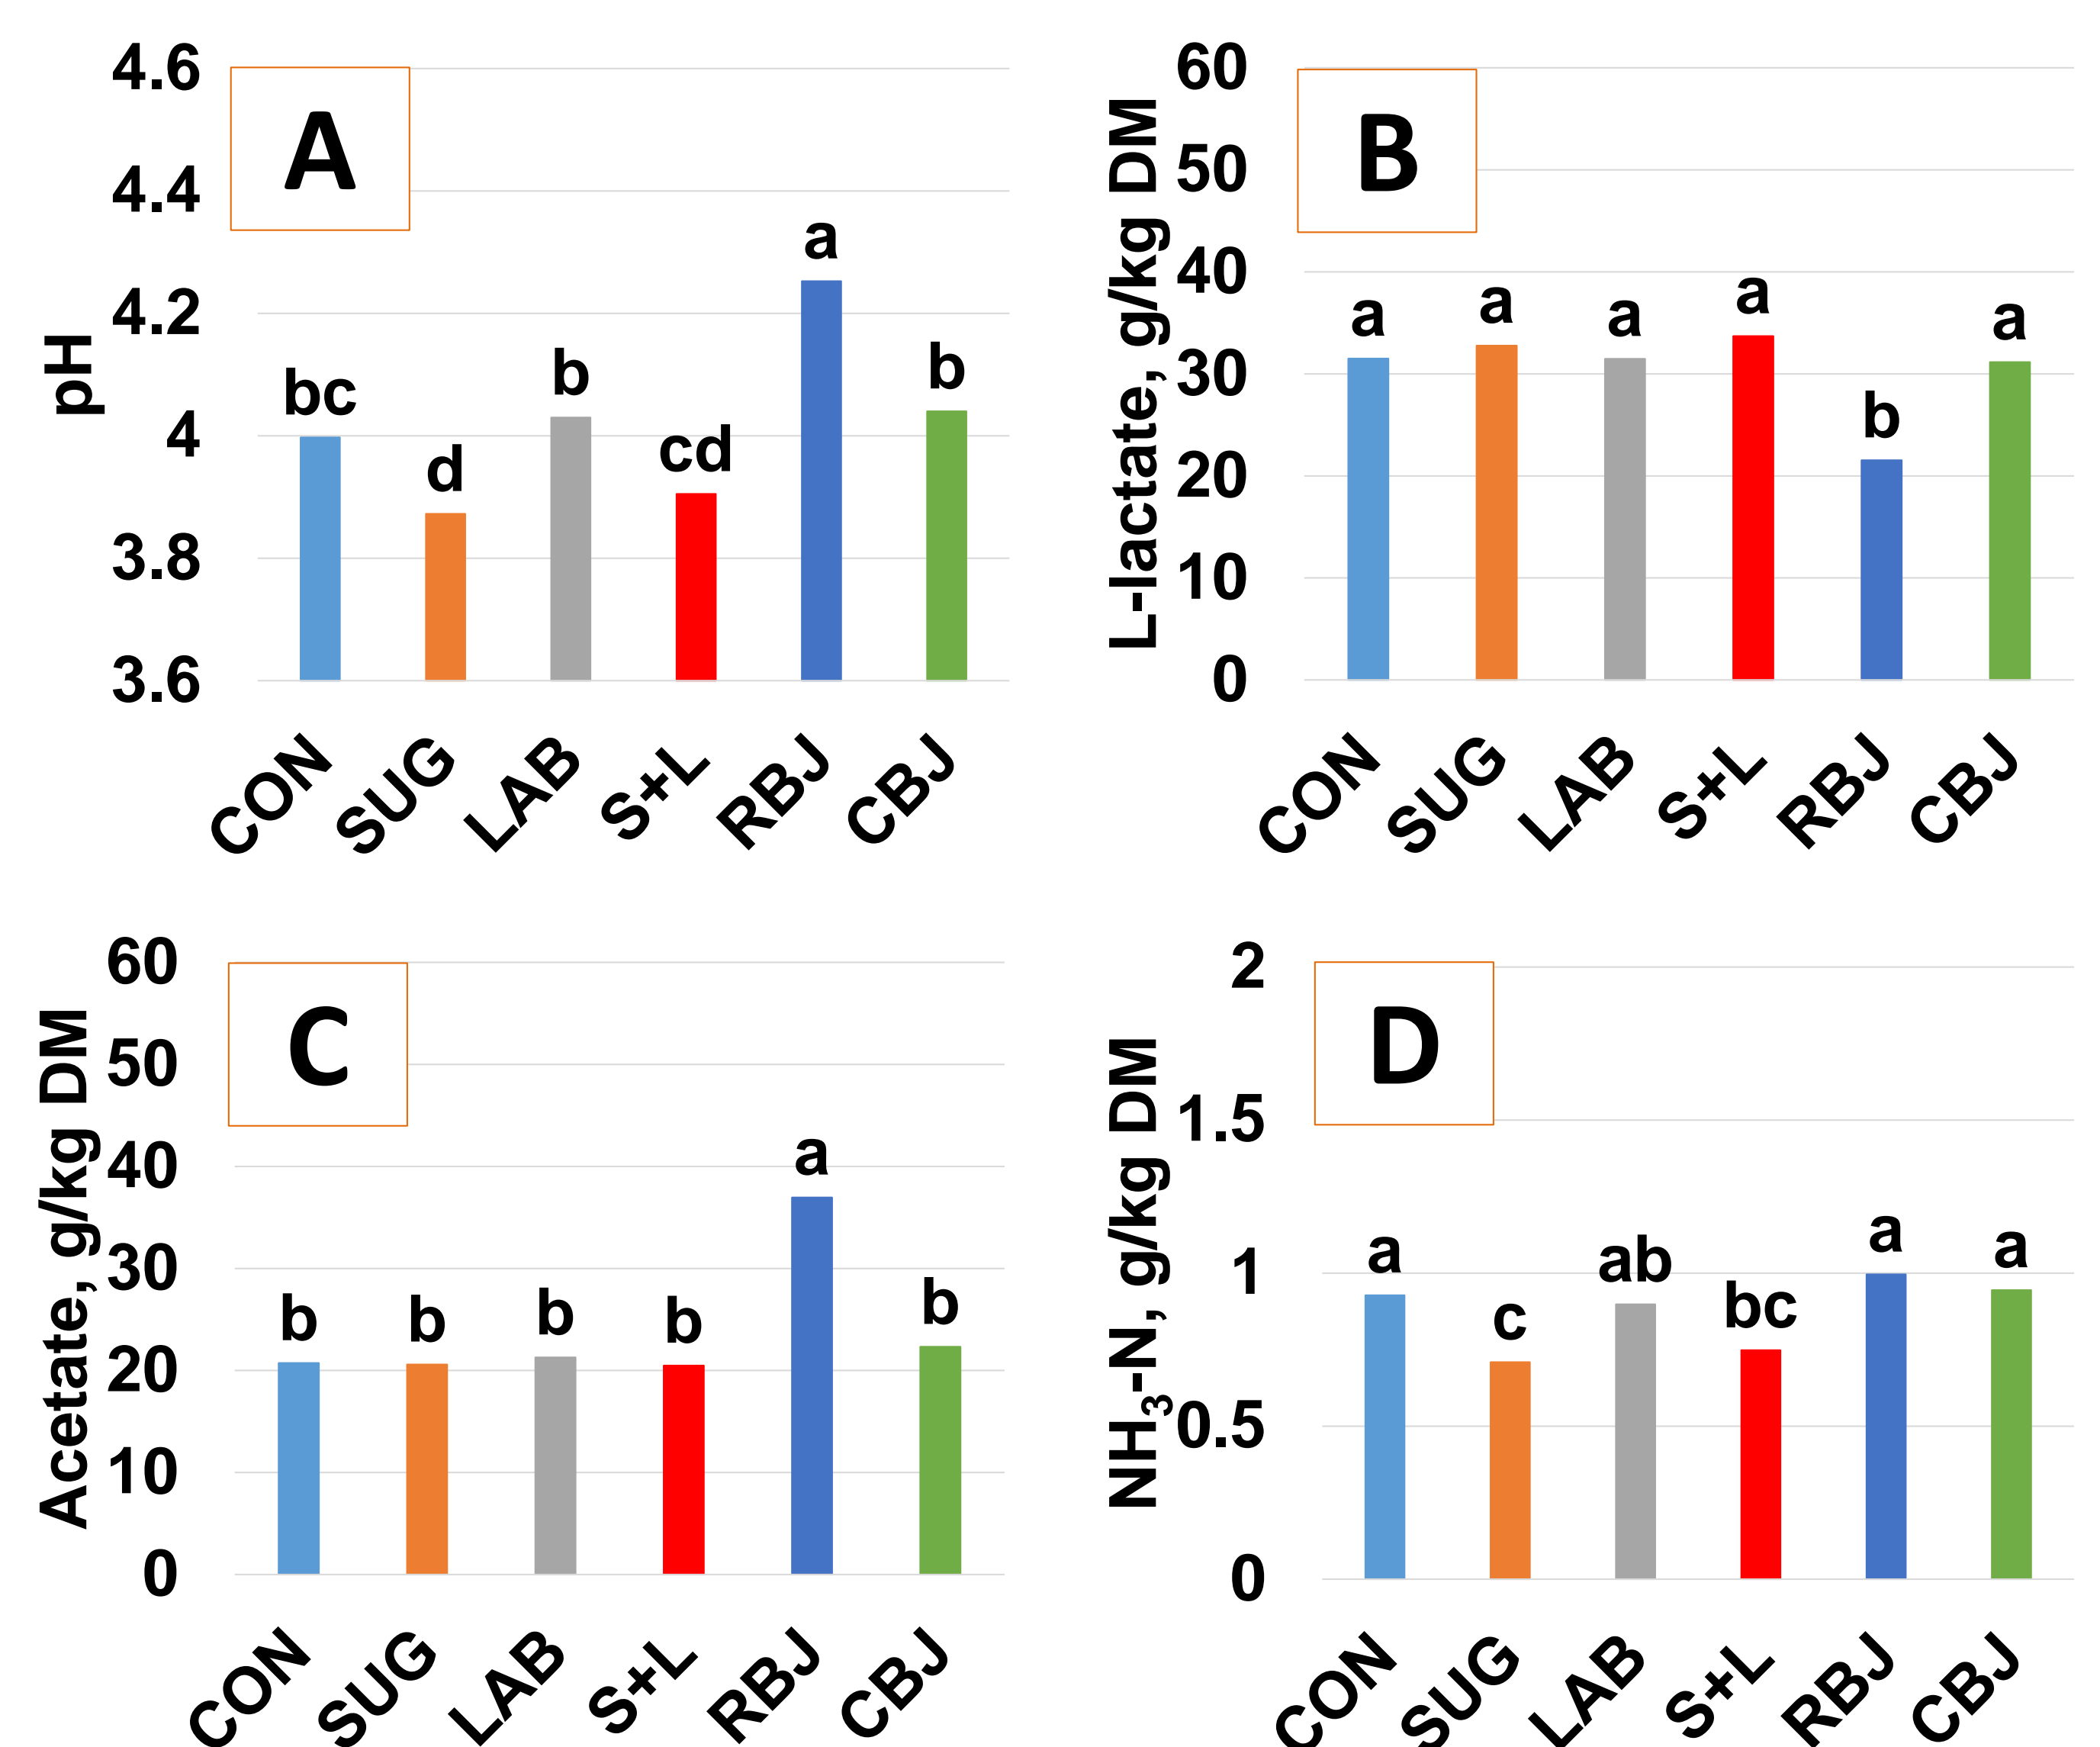 A
pH
4.6
4.4
4.2
4
3.8
3.6
bc
d
b
cd
a
b
CON
SUG
LAB
S+L
RBJ
CBJ
B
L-lactate, g/kg DM
60
50
40
30
20
10
0
a
a
a
a
b
a
CON
SUG
LAB
S+L
RBJ
CBJ
C
Acetate, g/kg DM
60
50
40
30
20
10
0
b
b
b
b
a
b
CON
SUG
LAB
S+L
RBJ
CBJ
D
NH₃-N, g/kg DM
2
1.5
1
0.5
0
a
c
ab
bc
a
a
CON
SUG
LAB
S+L
RBJ
CBJ